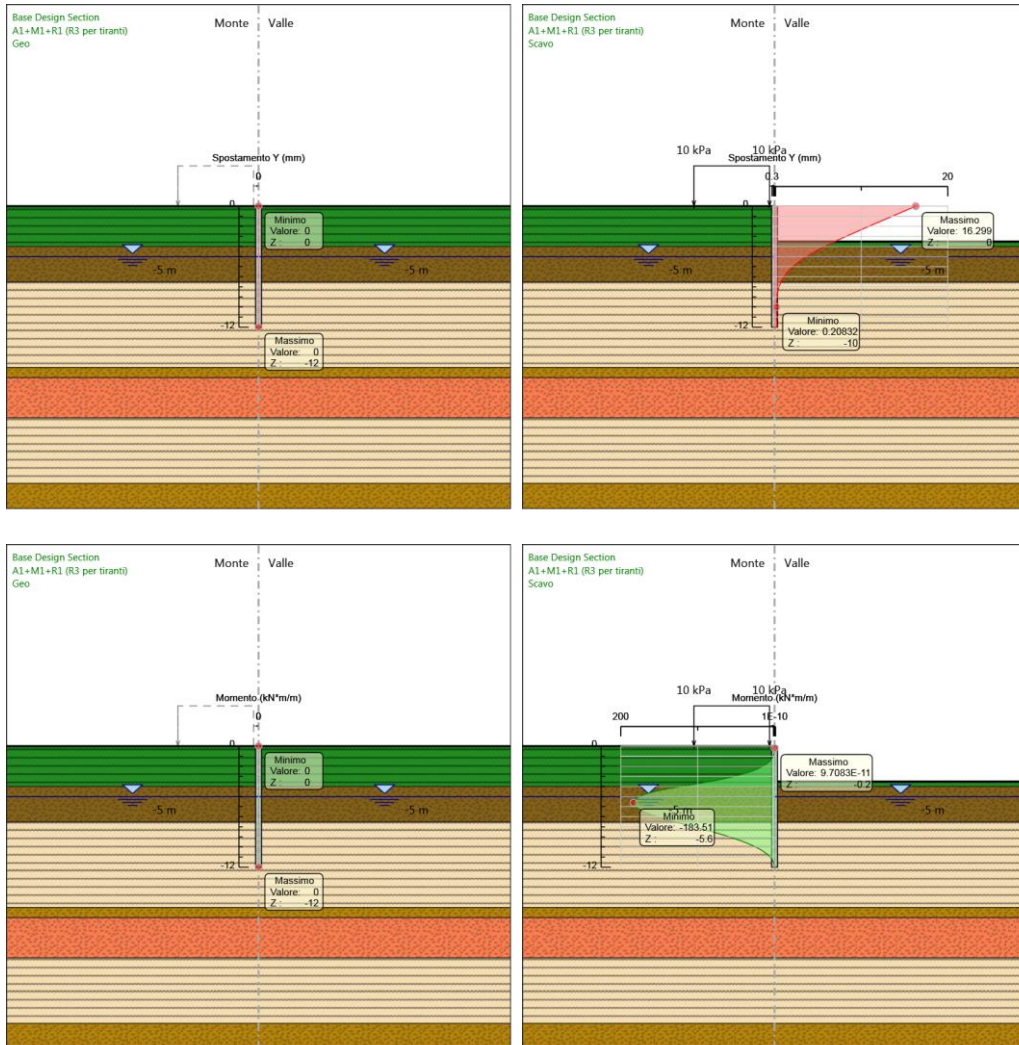 Base Design Section
A1+M1+R1 (R3 per tiranti)
Geo
Monte Valle
Spostamento Y (mm)
0
0
Minimo
Valore: 0
Z : 0
-5 m -5 m
-12
Massimo
Valore: 0
Z : -12
Base Design Section
A1+M1+R1 (R3 per tiranti)
Scavo
Monte Valle
10 kPa 10 kPa
Spostamento Y (mm)
0.3 20
0
Massimo
Valore: 16.299
Z : 0
-5 m -5 m
-12
Minimo
Valore: 0.20832
Z : -10
Base Design Section
A1+M1+R1 (R3 per tiranti)
Geo
Monte Valle
Momento (kN*m/m)
0
0
Minimo
Valore: 0
Z : 0
-5 m -5 m
-12
Massimo
Valore: 0
Z : -12
Base Design Section
A1+M1+R1 (R3 per tiranti)
Scavo
Monte Valle
10 kPa 10 kPa
Momento (kN*m/m)
200 1E-10
0
Massimo
Valore: 9.7083E-11
Z : -0.2
-5 m -5 m
Minimo
Valore: -183.51
Z : -5.6
-12